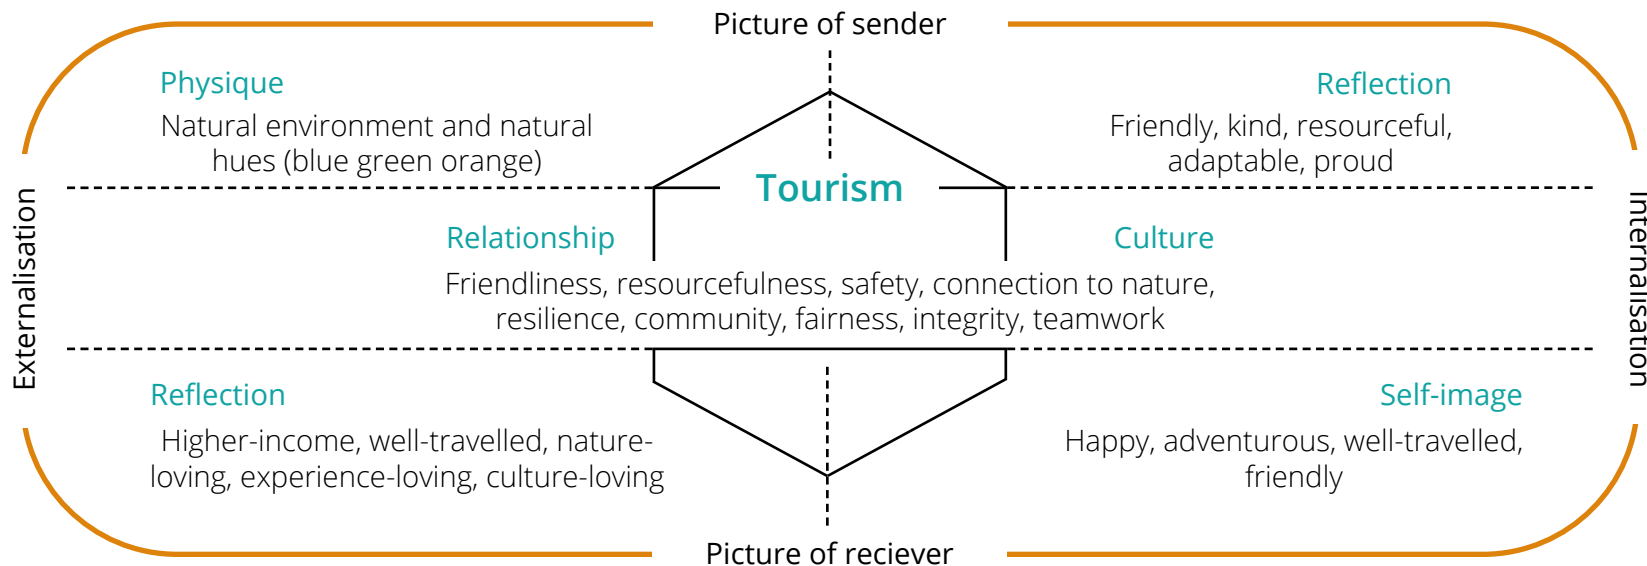 Picture of sender
Physique
Reflection
Natural environment and natural
hues (blue green orange)
Friendly, kind, resourceful,
adaptable, proud
Tourism
Externalisation
Internalisation
Relationship
Culture
Friendliness, resourcefulness, safety, connection to nature,
resilience, community, fairness, integrity, teamwork
Reflection
Self-image
Higher-income, well-travelled, nature-
loving, experience-loving, culture-loving
Happy, adventurous, well-travelled,
friendly
Picture of reciever